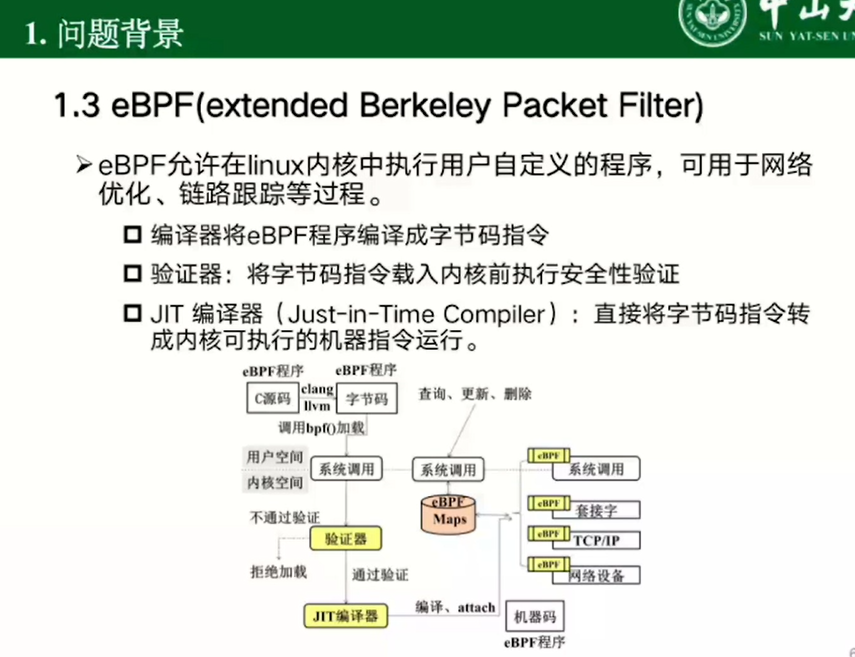 1. 问题背景
中山大
SUN YAT-SEN UN
1.3 eBPF(extended Berkeley Packet Filter)
➢eBPF允许在linux内核中执行用户自定义的程序，可用于网络
优化、链路跟踪等过程。
编译器将eBPF程序编译成字节码指令
验证器：将字节码指令载入内核前执行安全性验证
JIT 编译器（Just-in-Time Compiler）：直接将字节码指令转
成内核可执行的机器指令运行。
eBPF程序
eBPF程序
C源码
clang
llvm
字节码
查询、更新、删除
调用bpf()加载
用户空间
内核空间
系统调用
系统调用
eBPF
系统调用
eBPF
Maps
eBPF
套接字
不通过验证
验证器
eBPF
TCP/IP
拒绝加载
通过验证
eBPF
网络设备
JIT编译器
编译、attach
机器码
eBPF程序